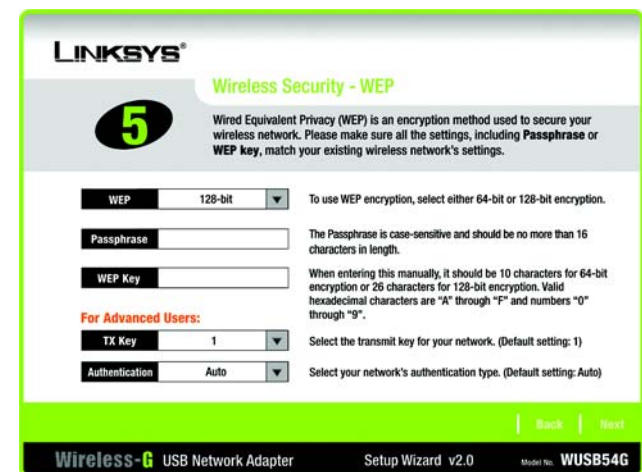 LINKSYS®
Wireless Security - WEP
5
Wired Equivalent Privacy (WEP) is an encryption method used to secure your
wireless network. Please make sure all the settings, including Passphrase or
WEP key, match your existing wireless network's settings.
WEP 128-bit To use WEP encryption, select either 64-bit or 128-bit encryption.
Passphrase The Passphrase is case-sensitive and should be no more than 16
characters in length.
WEP Key When entering this manually, it should be 10 characters for 64-bit
encryption or 26 characters for 128-bit encryption. Valid
hexadecimal characters are "A" through "F" and numbers "0"
through "9".
For Advanced Users:
TX Key 1 Select the transmit key for your network. (Default setting: 1)
Authentication Auto Select your network's authentication type. (Default setting: Auto)
Back Next
Wireless-G USB Network Adapter Setup Wizard v2.0 Model No. WUSB54G